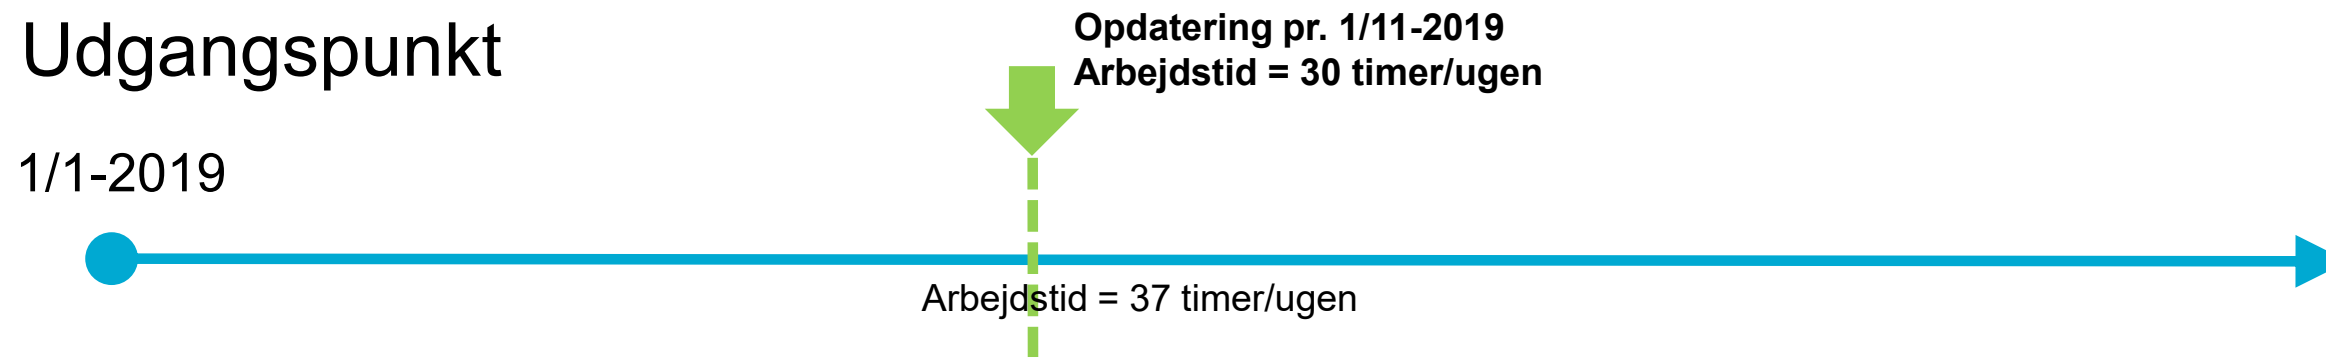 Udgangspunkt
Opdatering pr. 1/11-2019
Arbejdstid = 30 timer/ugen
1/1-2019
Arbejdstid = 37 timer/ugen